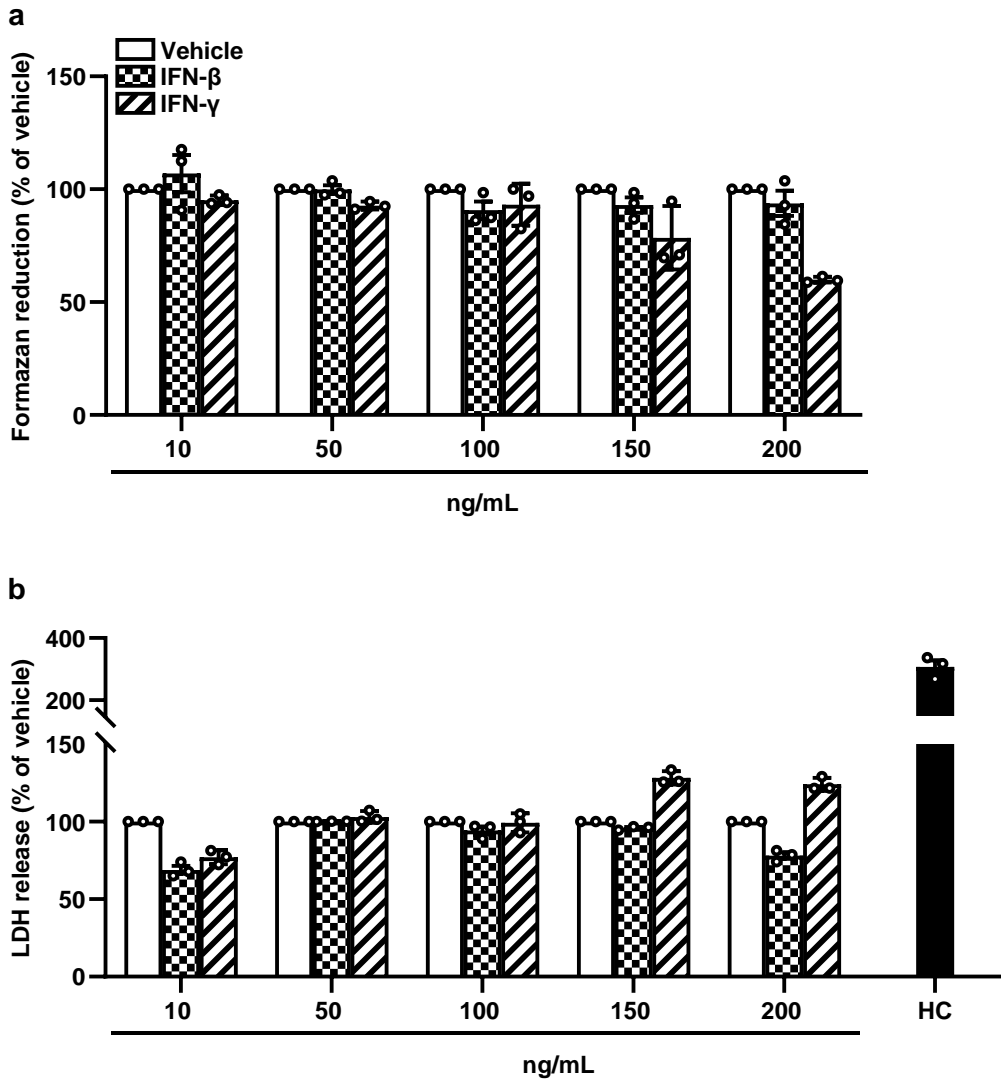 a
Vehicle
IFN-β
IFN-γ
Formazan reduction (% of vehicle)
150
100
50
0
10 50 100 150 200
ng/mL
b
LDH release (% of vehicle)
400
200
150
100
50
0
10 50 100 150 200 HC
ng/mL